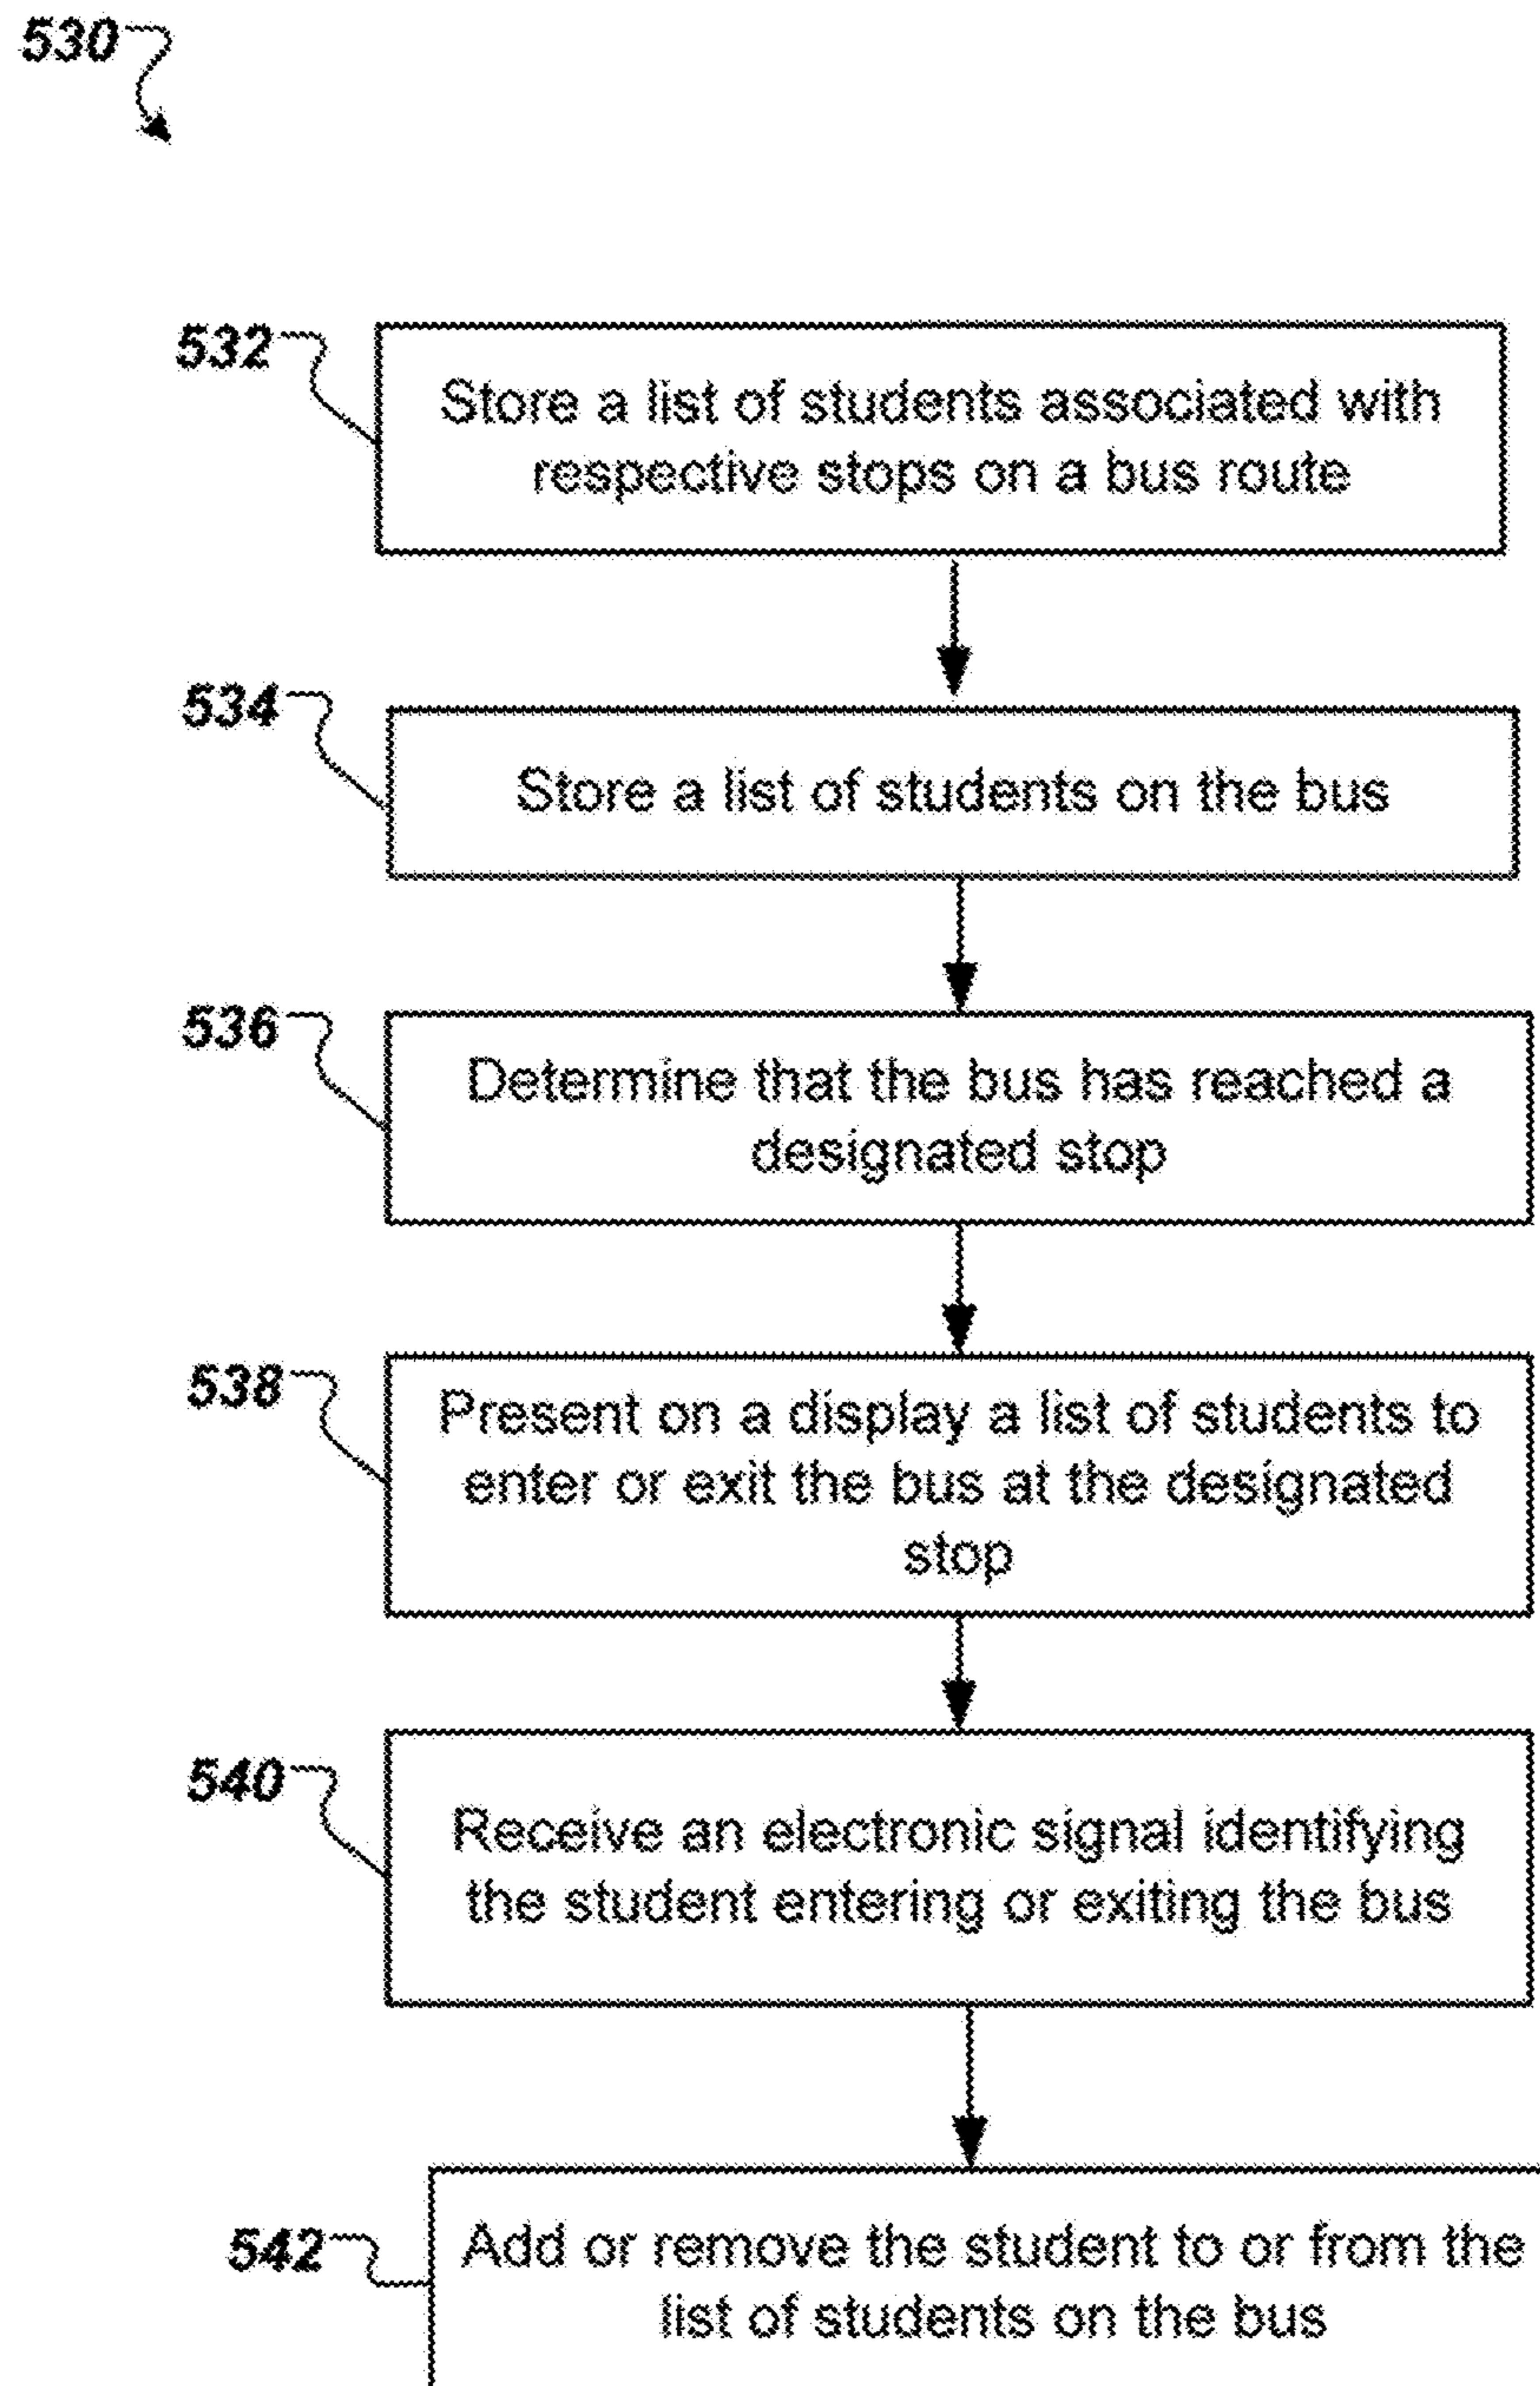 530
532
Store a list of students associated with
respective stops on a bus route
534
Store a list of students on the bus
536
Determine that the bus has reached a
designated stop
538
Present on a display a list of students to
enter or exit the bus at the designated
stop
540
Receive an electronic signal identifying
the student entering or exiting the bus
542
Add or remove the student to or from the
list of students on the bus